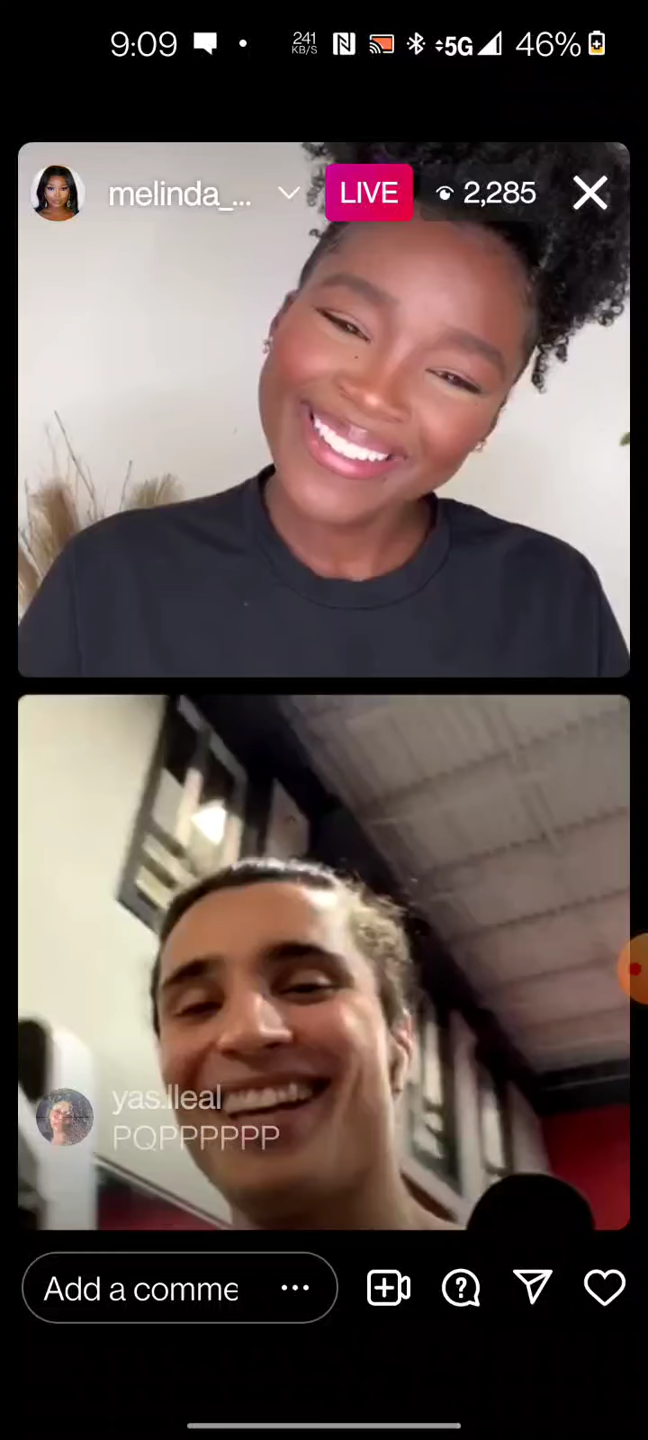 9:09 241 KB/S 5G 46%
melinda_... LIVE 2,285
yas.lleal
PQPPPPPP
Add a comme